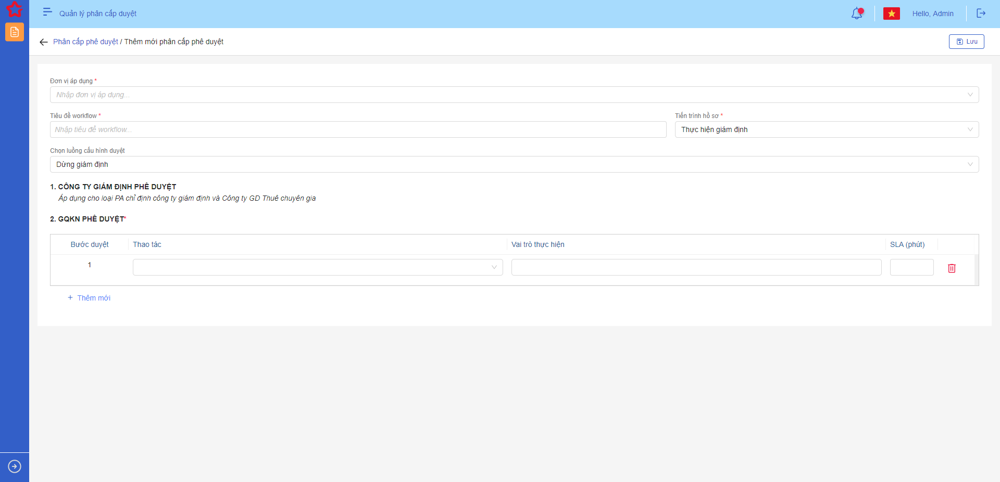 Quản lý phân cấp duyệt
Hello, Admin
Phân cấp phê duyệt / Thêm mới phân cấp phê duyệt
Lưu
Đơn vị áp dụng *
Nhập đơn vị áp dụng...
Tiêu đề workflow *
Tiến trình hồ sơ *
Nhập tiêu đề workflow...
Thực hiện giám định
Chọn luồng cấu hình duyệt
Dừng giám định
1. CÔNG TY GIÁM ĐỊNH PHÊ DUYỆT
Áp dụng cho loại PA chỉ định công ty giám định và Công ty GD Thuê chuyên gia
2. GQKN PHÊ DUYỆT*
Bước duyệt
Thao tác
Vai trò thực hiện
SLA (phút)
1
+ Thêm mới